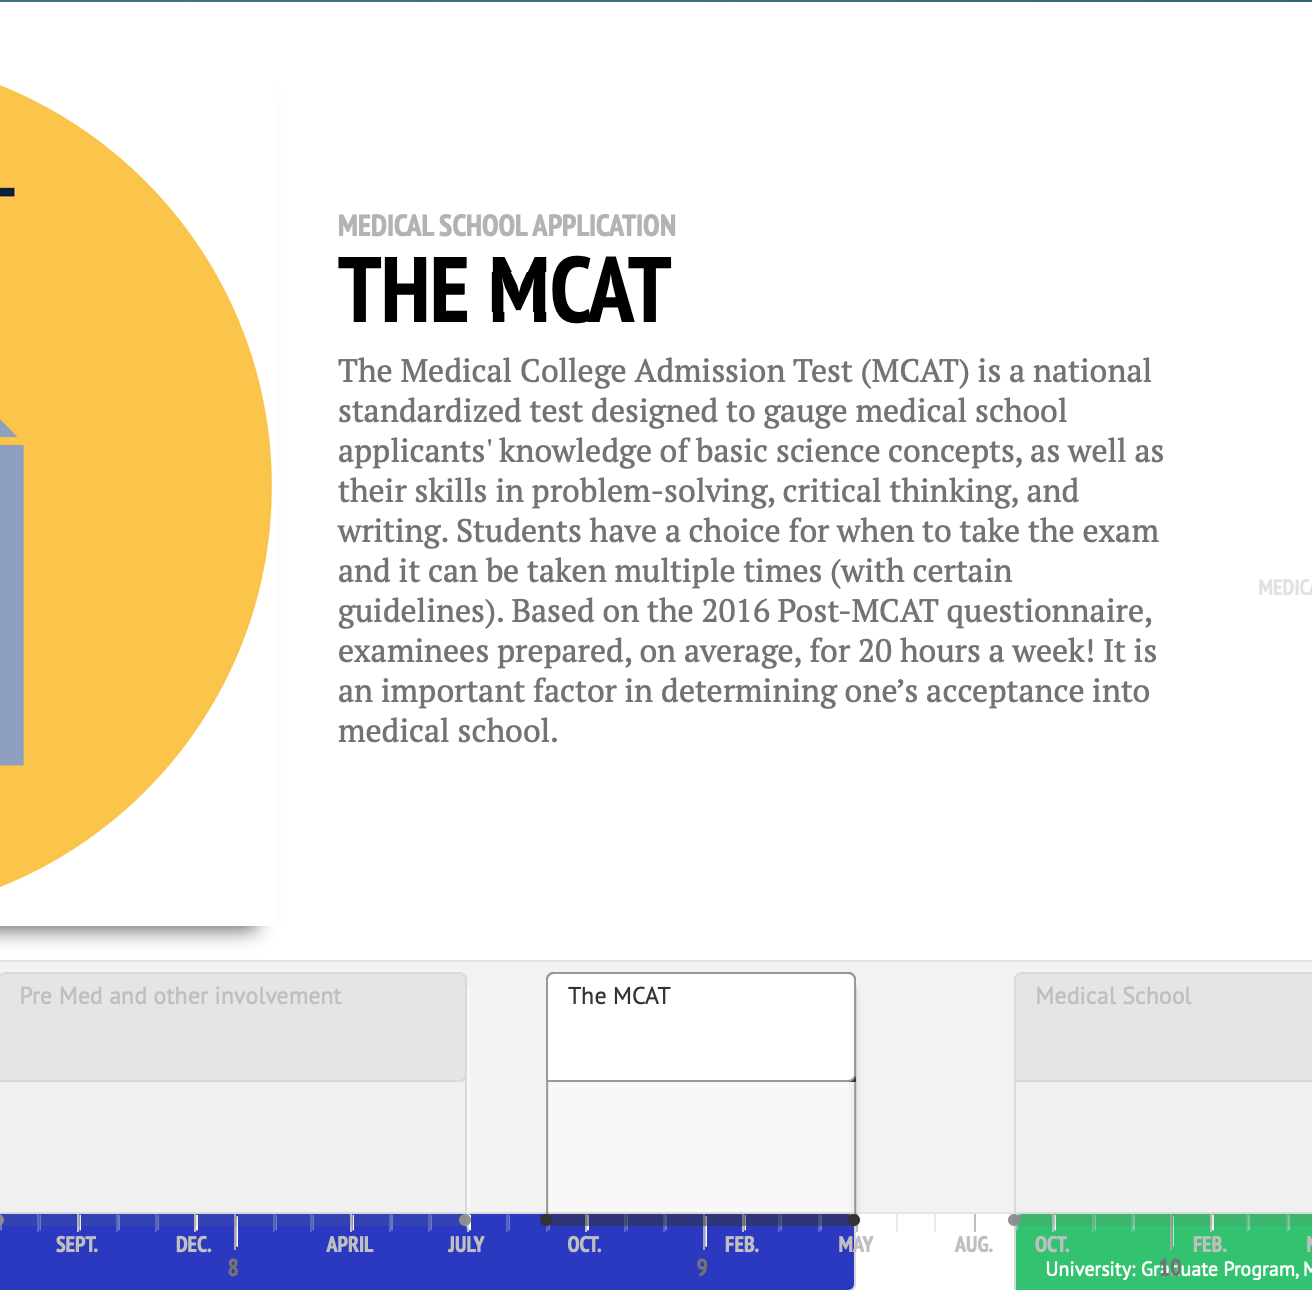 MEDICAL SCHOOL APPLICATION
THE MCAT
The Medical College Admission Test (MCAT) is a national
standardized test designed to gauge medical school
applicants' knowledge of basic science concepts, as well as
their skills in problem-solving, critical thinking, and
writing. Students have a choice for when to take the exam
and it can be taken multiple times (with certain
guidelines). Based on the 2016 Post-MCAT questionnaire,
examinees prepared, on average, for 20 hours a week! It is
an important factor in determining one’s acceptance into
medical school.
Pre Med and other involvement
The MCAT
Medical School
SEPT. DEC. APRIL JULY OCT. FEB. MAY AUG. OCT. FEB.
8 9 10
University: Graduate Program,